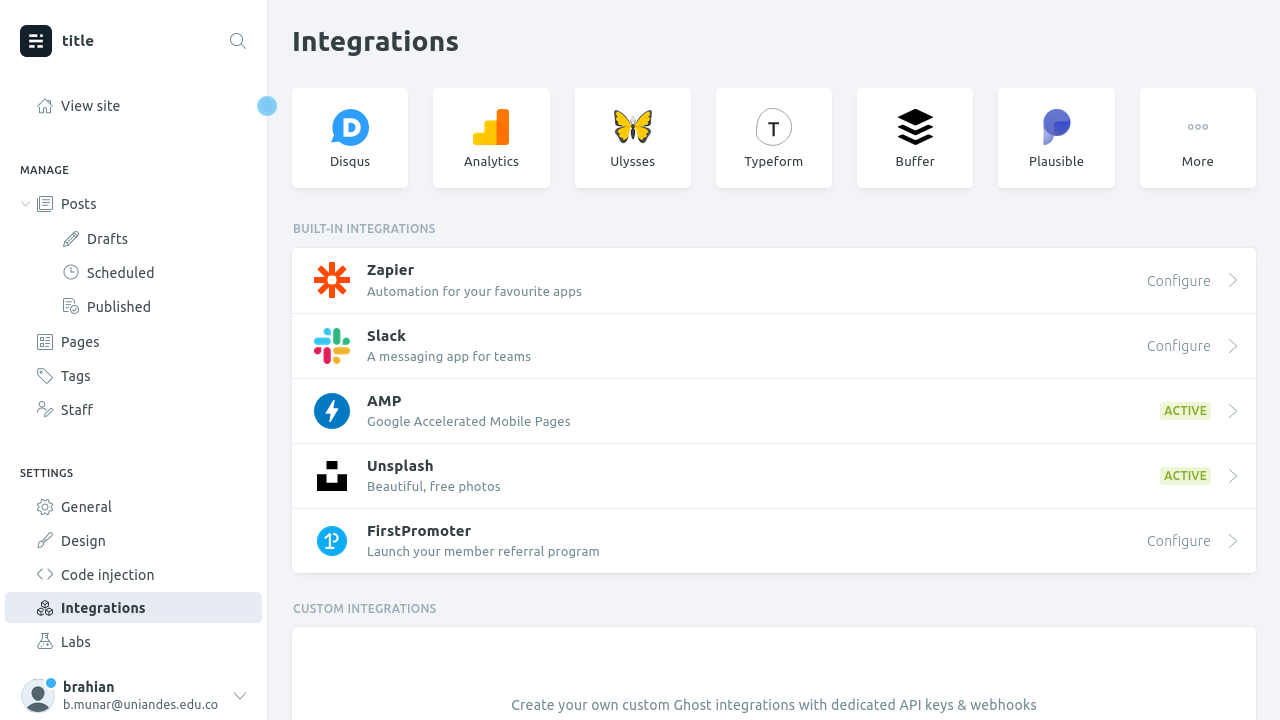 title
View site
MANAGE
Posts
Drafts
Scheduled
Published
Pages
Tags
Staff
SETTINGS
General
Design
Code injection
Integrations
Labs
brahian
b.munar@uniandes.edu.co
Integrations
Disqus
Analytics
Ulysses
Typeform
Buffer
Plausible
More
BUILT-IN INTEGRATIONS
Zapier
Automation for your favourite apps
Configure
Slack
A messaging app for teams
Configure
AMP
Google Accelerated Mobile Pages
ACTIVE
Unsplash
Beautiful, free photos
ACTIVE
FirstPromoter
Launch your member referral program
Configure
CUSTOM INTEGRATIONS
Create your own custom Ghost integrations with dedicated API keys & webhooks